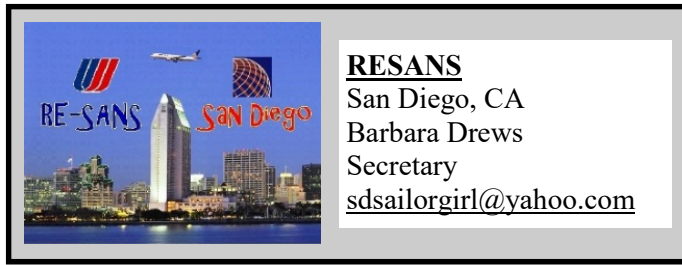 RE-SANS
San Diego
RESANS
San Diego, CA
Barbara Drews
Secretary
sdsailorgirl@yahoo.com